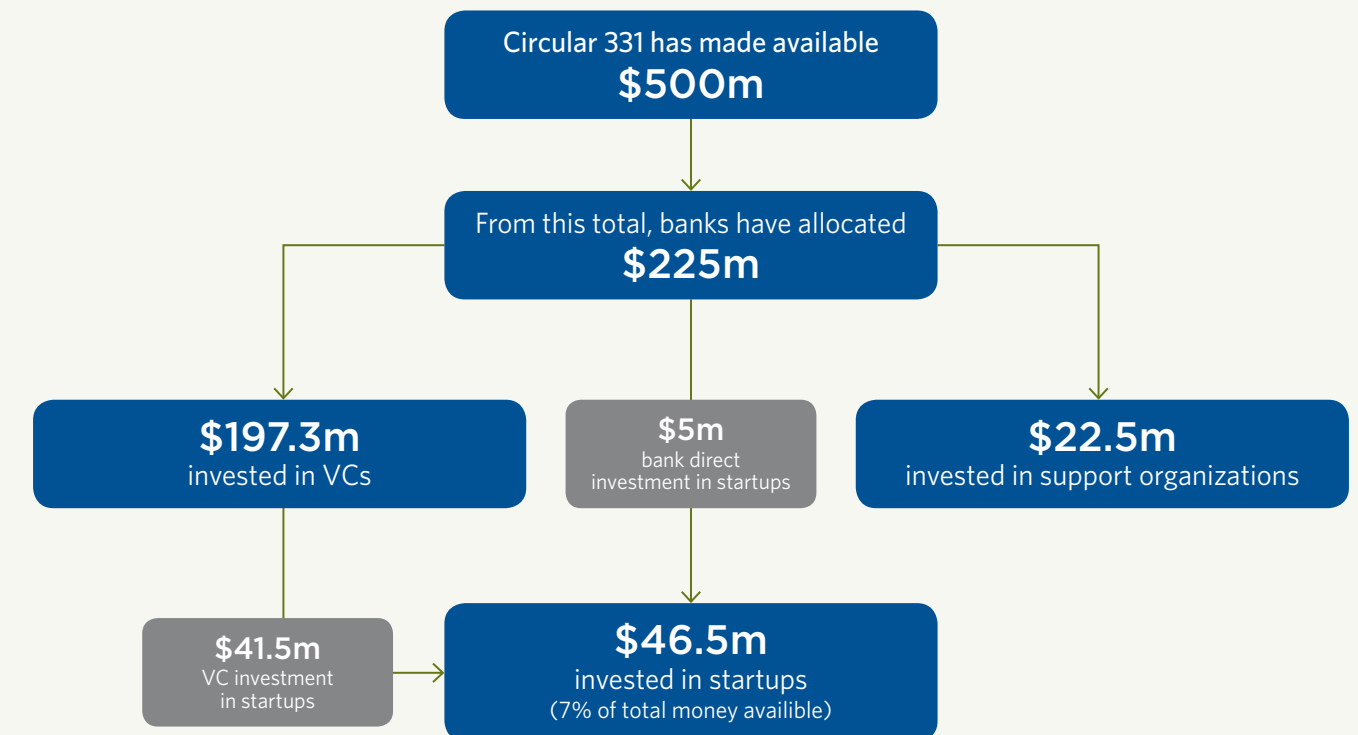 Circular 331 has made available
$500m
From this total, banks have allocated
$225m
$197.3m
invested in VCs
$5m
bank direct
investment in startups
$22.5m
invested in support organizations
$41.5m
VC investment
in startups
$46.5m
invested in startups
(7% of total money availible)